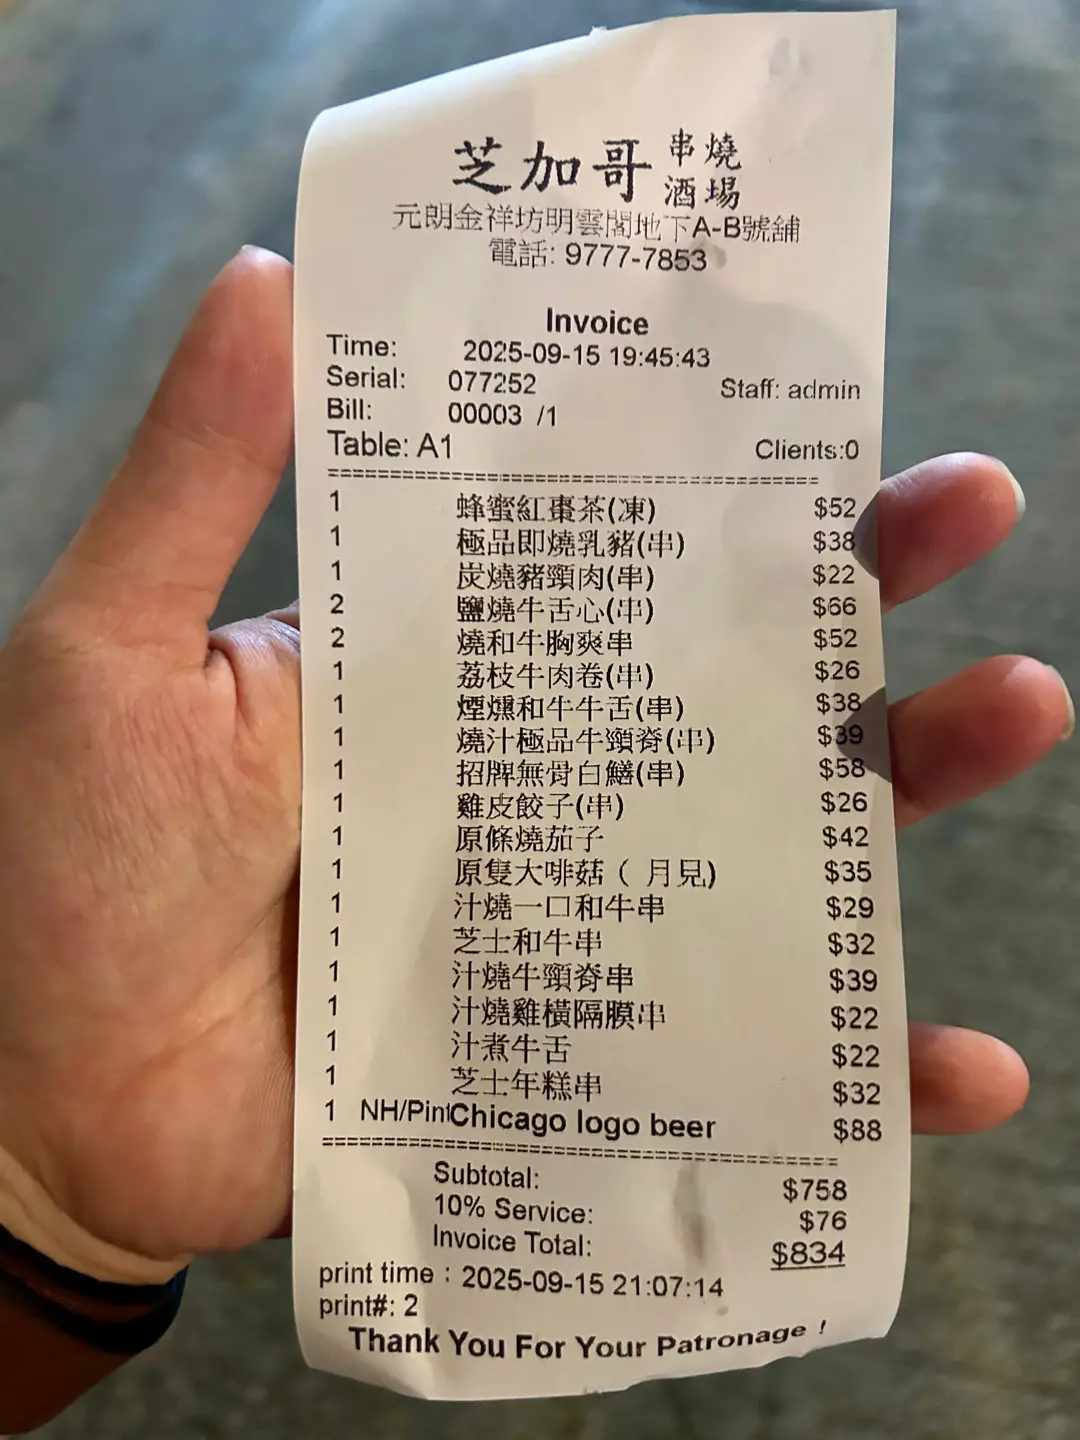 芝加哥 串燒酒場
元朗金祥坊明雲閣地下A-B號舖
電話: 9777-7853
Invoice
Time: 2025-09-15 19:45:43
Serial: 077252 Staff: admin
Bill: 00003 /1
Table: A1 Clients:0
1 蜂蜜紅棗茶(凍) $52
1 極品即燒乳豬(串) $38
1 炭燒豬頸肉(串) $22
2 鹽燒牛舌心(串) $66
2 燒和牛胸爽串 $52
1 荔枝牛肉卷(串) $26
1 煙燻和牛牛舌(串) $38
1 燒汁極品牛頸脊(串) $39
1 招牌無骨白鱔(串) $58
1 雞皮餃子(串) $26
1 原條燒茄子 $42
1 原隻大啡菇（ 月見) $35
1 汁燒一口和牛串 $29
1 芝士和牛串 $32
1 汁燒牛頸脊串 $39
1 汁燒雞橫隔膜串 $22
1 汁煮牛舌 $22
1 芝士年糕串 $32
1 NH/Pint Chicago logo beer $88
Subtotal: $758
10% Service: $76
Invoice Total: $834
print time : 2025-09-15 21:07:14
print#: 2
Thank You For Your Patronage !